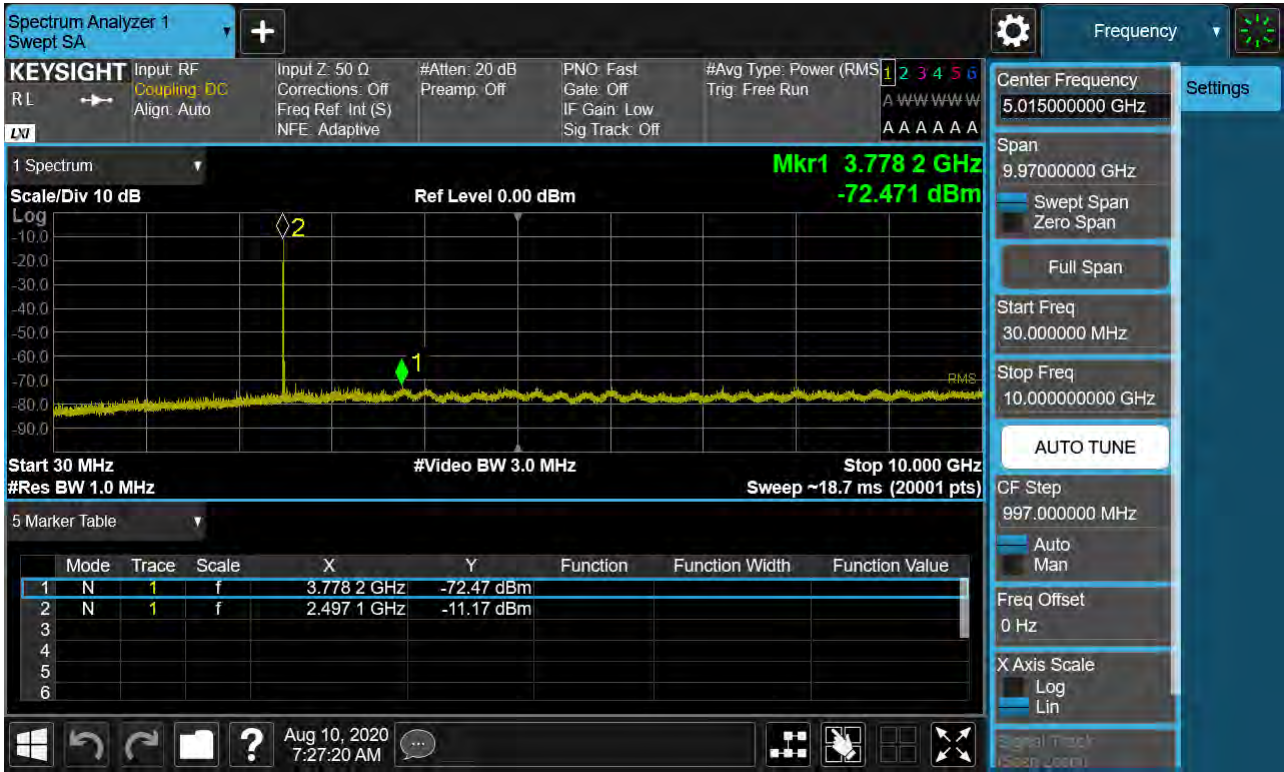 Spectrum Analyzer 1
Swept SA
Frequency
KEYSIGHT
RL
LXI
Input: RF
Coupling: DC
Align: Auto
Input Z: 50 Ω
Corrections: Off
Freq Ref: Int (S)
NFE: Adaptive
#Atten: 20 dB
Preamp: Off
PNO: Fast
Gate: Off
IF Gain: Low
Sig Track: Off
#Avg Type: Power (RMS
Trig: Free Run
1 2 3 4 5 6
A W W W W W
A A A A A A
Center Frequency
5.015000000 GHz
Settings
1 Spectrum
Mkr1 3.778 2 GHz
-72.471 dBm
Scale/Div 10 dB
Ref Level 0.00 dBm
Log
-10.0
-20.0
-30.0
-40.0
-50.0
-60.0
-70.0
-80.0
-90.0
2
1
RMS
Start 30 MHz
#Video BW 3.0 MHz
Stop 10.000 GHz
#Res BW 1.0 MHz
Sweep ~18.7 ms (20001 pts)
Span
9.97000000 GHz
Swept Span
Zero Span
Full Span
Start Freq
30.000000 MHz
Stop Freq
10.000000000 GHz
AUTO TUNE
CF Step
997.000000 MHz
Auto
Man
Freq Offset
0 Hz
X Axis Scale
Log
Lin
Signal Track
(Span Zoom)
5 Marker Table
Mode Trace Scale X Y Function Function Width Function Value
1 N 1 f 3.778 2 GHz -72.47 dBm
2 N 1 f 2.497 1 GHz -11.17 dBm
3
4
5
6
?
Aug 10, 2020
7:27:20 AM